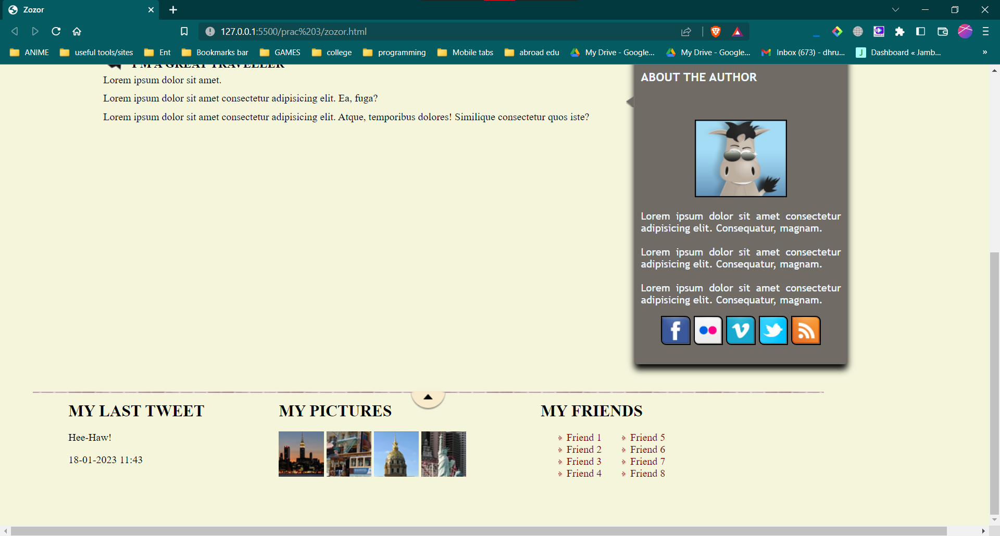 Zozor
127.0.0.1:5500/prac%203/zozor.html
ANIME useful tools/sites Ent Bookmarks bar GAMES college programming Mobile tabs abroad edu My Drive - Google... My Drive - Google... Inbox (673) - dhru... J Dashboard « Jamb... »
I'M A GREAT TRAVELLER
Lorem ipsum dolor sit amet.
Lorem ipsum dolor sit amet consectetur adipisicing elit. Ea, fuga?
Lorem ipsum dolor sit amet consectetur adipisicing elit. Atque, temporibus dolores! Similique consectetur quos iste?
ABOUT THE AUTHOR
Lorem ipsum dolor sit amet consectetur
adipisicing elit. Consequatur, magnam.
Lorem ipsum dolor sit amet consectetur
adipisicing elit. Consequatur, magnam.
Lorem ipsum dolor sit amet consectetur
adipisicing elit. Consequatur, magnam.
MY LAST TWEET
Hee-Haw!
18-01-2023 11:43
MY PICTURES
MY FRIENDS
Friend 1
Friend 2
Friend 3
Friend 4
Friend 5
Friend 6
Friend 7
Friend 8